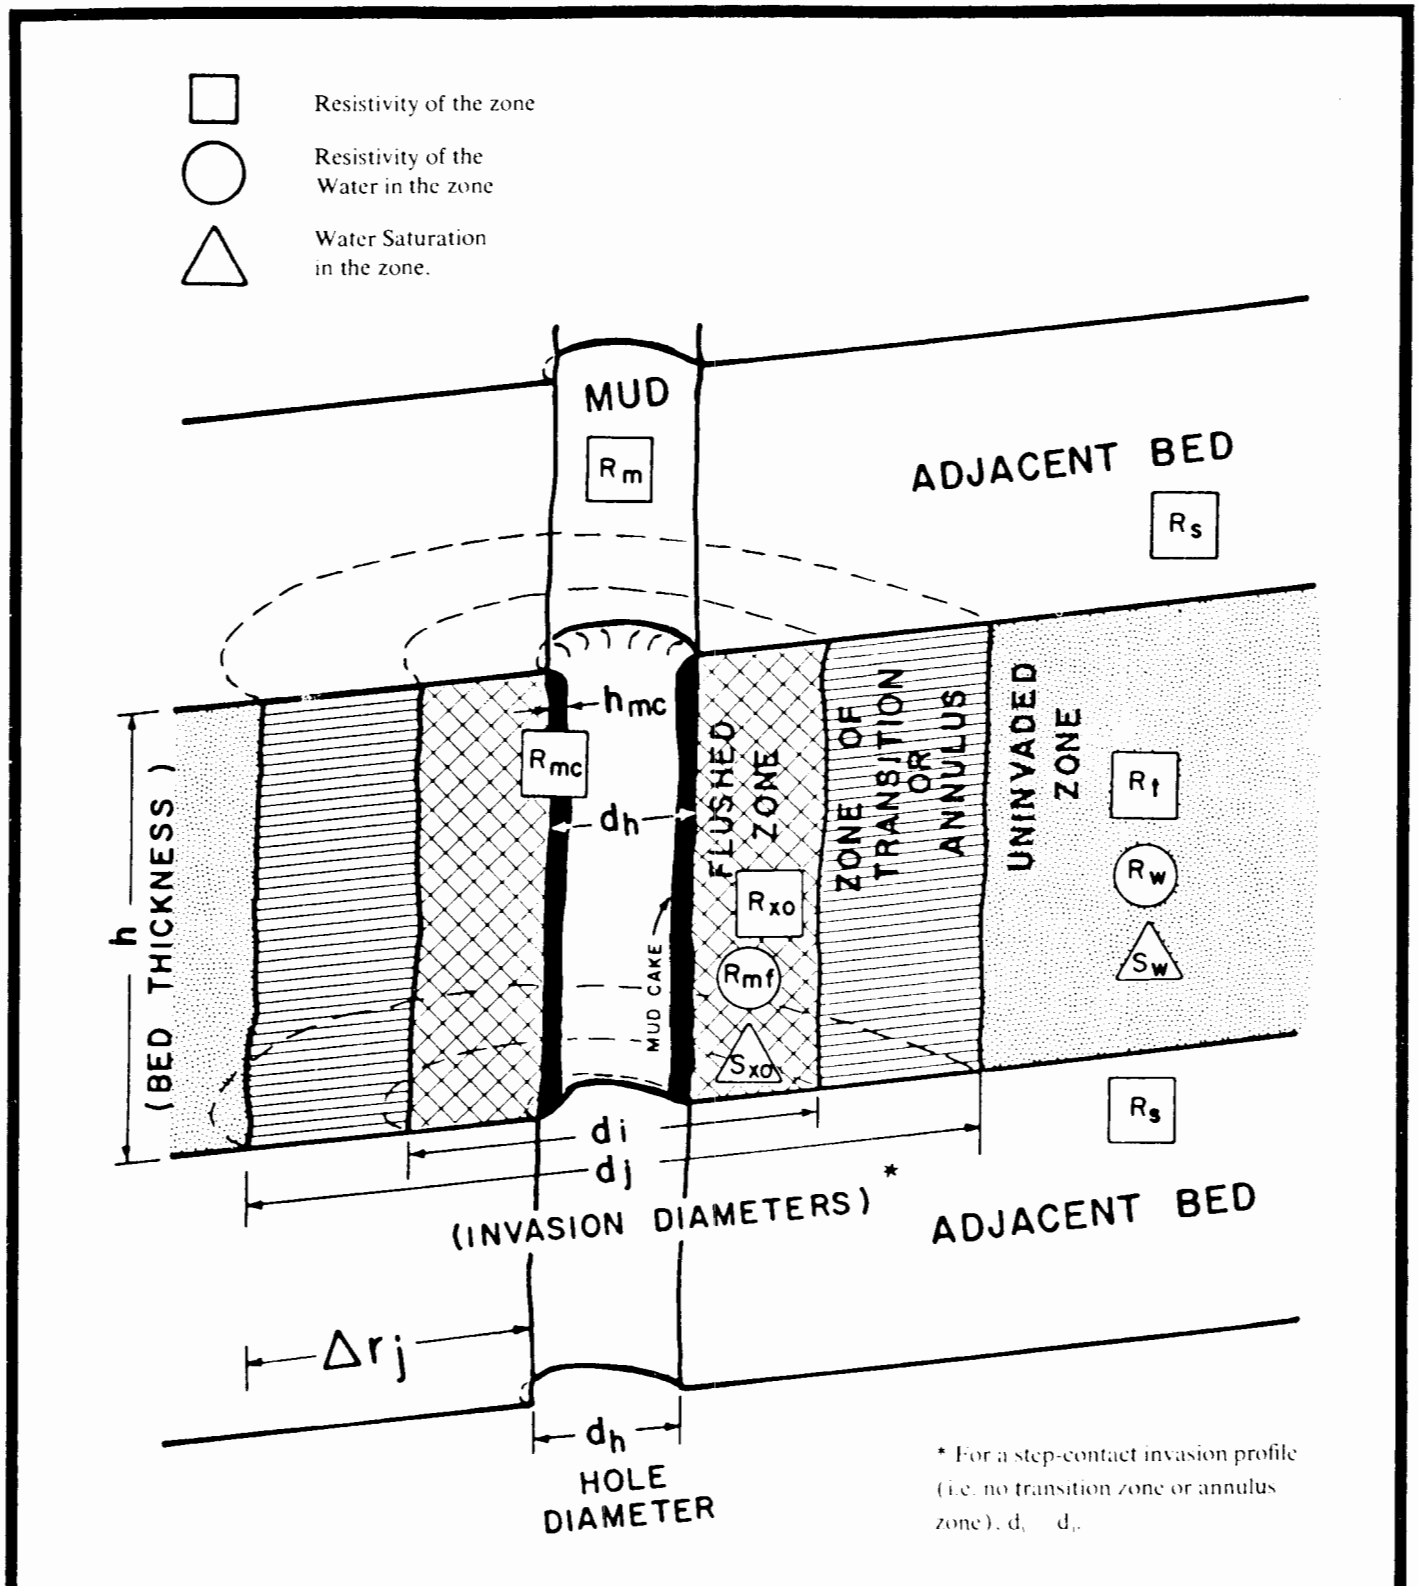 Resistivity of the zone
Resistivity of the
Water in the zone
Water Saturation
in the zone.
MUD
Rm
ADJACENT BED
Rs
hmc
Rmc
dh
h
(BED THICKNESS)
FLUSHED
ZONE
ZONE OF
TRANSITION
OR
ANNULUS
UNINVADED
ZONE
Rt
Rw
Sw
Rxo
Rmf
Sxo
MUD CAKE
Rs
di
dj
(INVASION DIAMETERS) *
ADJACENT BED
Δrj
dh
HOLE
DIAMETER
* For a step-contact invasion profile
(i.e. no transition zone or annulus
zone), d d